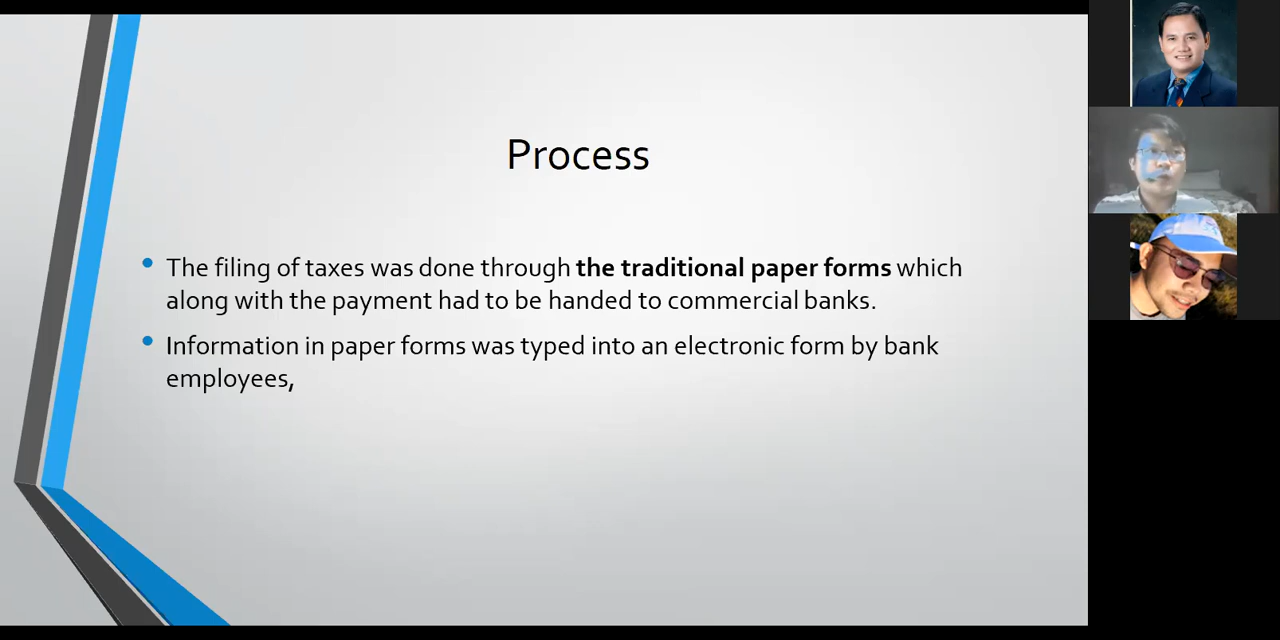 Process
The filing of taxes was done through the traditional paper forms which
along with the payment had to be handed to commercial banks.
Information in paper forms was typed into an electronic form by bank
employees,